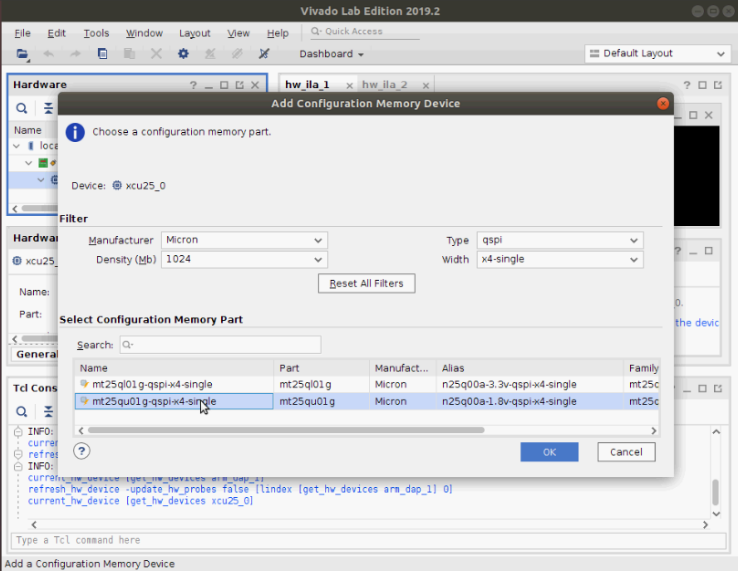 Vivado Lab Edition 2019.2
File Edit Tools Window Layout View Help Quick Access
Dashboard Default Layout
Hardware ? hw_ila_1 x hw_ila_2 x ?
Add Configuration Memory Device
Choose a configuration memory part.
Name
loca
Device: xcu25_0
Filter
Manufacturer Micron Type qspi
Density (Mb) 1024 Width x4-single
Reset All Filters
Hardwar
xcu25_
Name:
Part:
General
0.
the devic
Select Configuration Memory Part
Search:
Name Part Manufact... Alias Family
mt25ql01g-qspi-x4-single mt25ql01g Micron n25q00a-3.3v-qspi-x4-single mt25c
mt25qu01g-qspi-x4-single mt25qu01g Micron n25q00a-1.8v-qspi-x4-single mt25c
? OK Cancel
Tcl Cons
INFO:
curren
refres
INFO:
current_hw_device [get_hw_devices arm_dap_1]
refresh_hw_device -update_hw_probes false [lindex [get_hw_devices arm_dap_1] 0]
current_hw_device [get_hw_devices xcu25_0]
Type a Tcl command here
Add a Configuration Memory Device